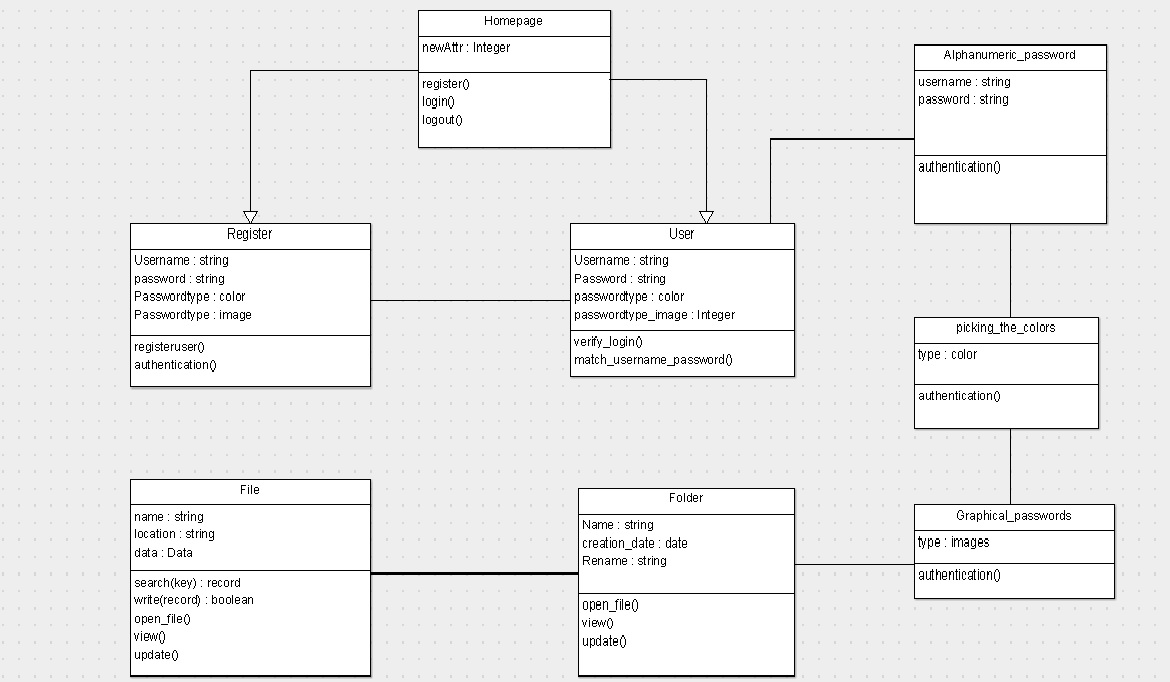 Homepage
newAttr : Integer
register()
login()
logout()
Alphanumeric_password
username : string
password : string
authentication()
Register
Username : string
password : string
Passwordtype : color
Passwordtype : image
registeruser()
authentication()
User
Username : string
Password : string
passwordtype : color
passwordtype_image : Integer
verify_login()
match_username_password()
picking_the_colors
type : color
authentication()
File
name : string
location : string
data : Data
search(key) : record
write(record) : boolean
open_file()
view()
update()
Folder
Name : string
creation_date : date
Rename : string
open_file()
view()
update()
Graphical_passwords
type : images
authentication()